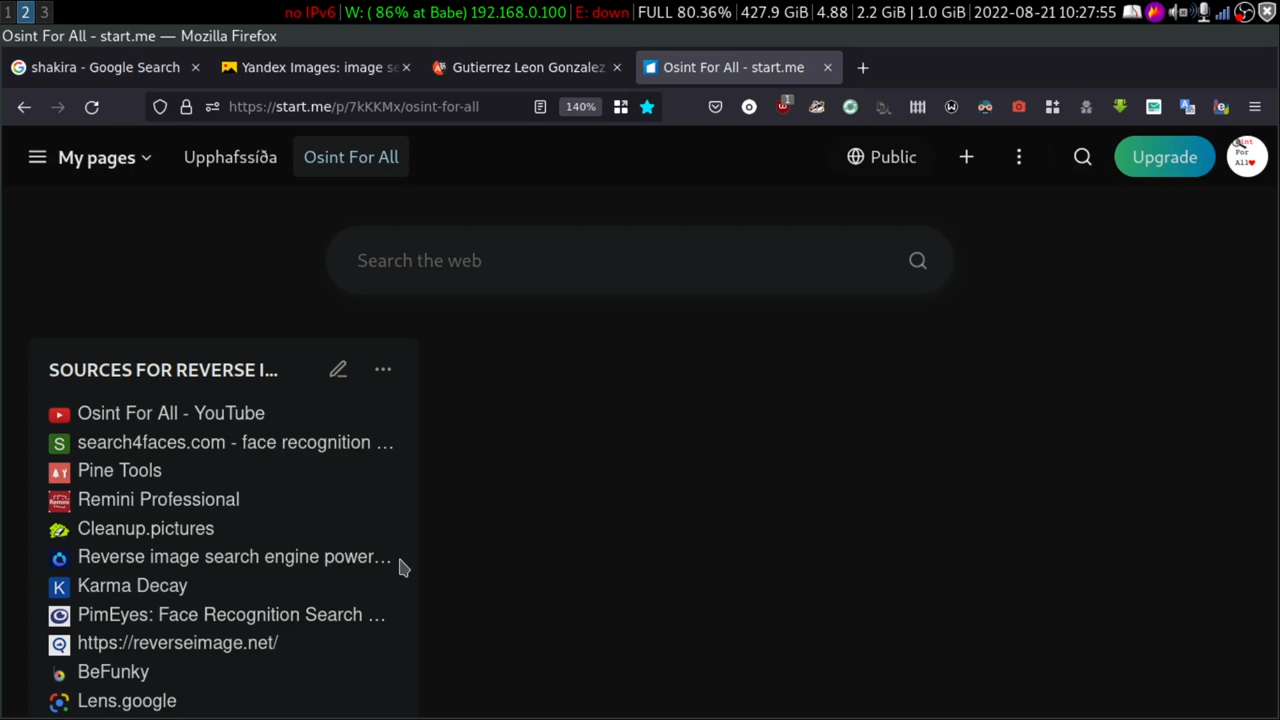 1 2 3 no IPv6|W: ( 86% at Babe) 192.168.0.100|E: down|FULL 80.36%|427.9 GiB|4.88|2.2 GiB | 1.0 GiB|2022-08-21 10:27:55
Osint For All - start.me — Mozilla Firefox
shakira - Google Search Yandex Images: image se Gutierrez Leon Gonzalez Osint For All - start.me
https://start.me/p/7kKKMx/osint-for-all 140% 1
My pages Upphafssíða Osint For All Public Upgrade
For
All
Search the web
SOURCES FOR REVERSE I...
Osint For All - YouTube
S search4faces.com - face recognition ...
Pine Tools
Remini Professional
Cleanup.pictures
Reverse image search engine power...
K Karma Decay
PimEyes: Face Recognition Search ...
https://reverseimage.net/
BeFunky
Lens.google